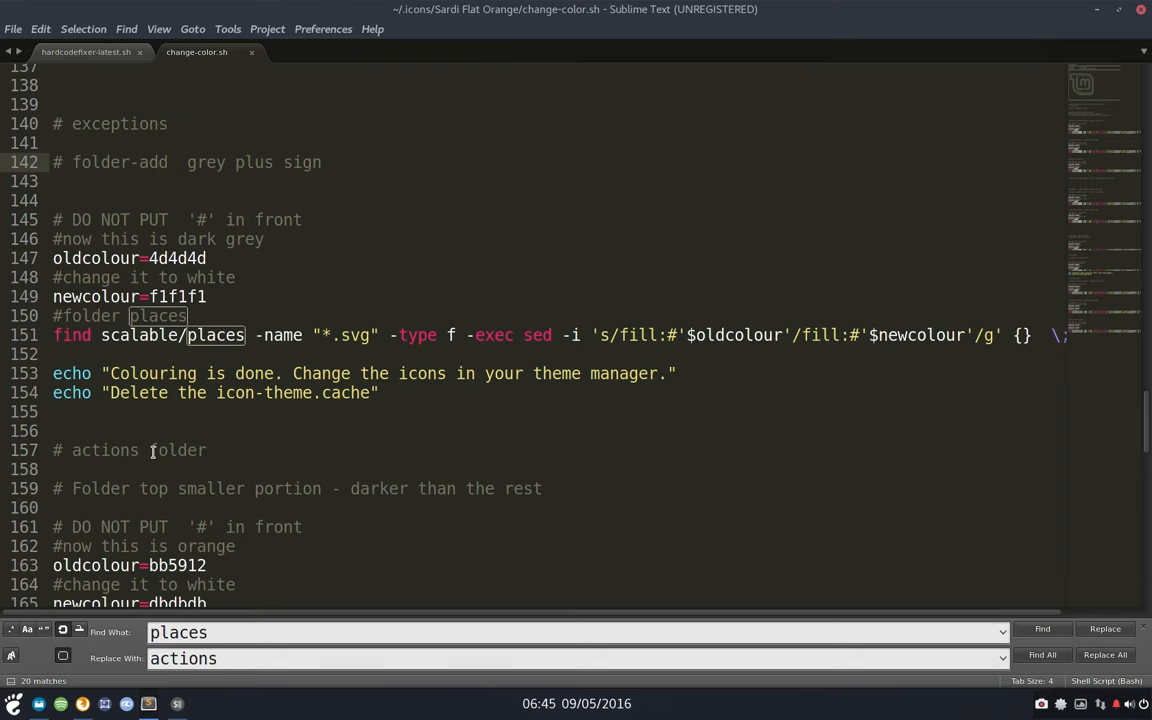 ~/.icons/Sardi Flat Orange/change-color.sh - Sublime Text (UNREGISTERED)
File Edit Selection Find View Goto Tools Project Preferences Help
hardcodefixer-latest.sh × change-color.sh ×
137
138
139
140 # exceptions
141
142 # folder-add  grey plus sign
143
144
145 # DO NOT PUT  '#' in front
146 #now this is dark grey
147 oldcolour=4d4d4d
148 #change it to white
149 newcolour=f1f1f1
150 #folder places
151 find scalable/places -name "*.svg" -type f -exec sed -i 's/fill:#'$oldcolour'/fill:#'$newcolour'/g' {}  \;
152
153 echo "Colouring is done. Change the icons in your theme manager."
154 echo "Delete the icon-theme.cache"
155
156
157 # actions folder
158
159 # Folder top smaller portion - darker than the rest
160
161 # DO NOT PUT  '#' in front
162 #now this is orange
163 oldcolour=bb5912
164 #change it to white
165 newcolour=dbdbdb
.* Aa “” Find What: places Find Replace
Replace With: actions Find All Replace All
20 matches Tab Size: 4 Shell Script (Bash)
06:45 09/05/2016